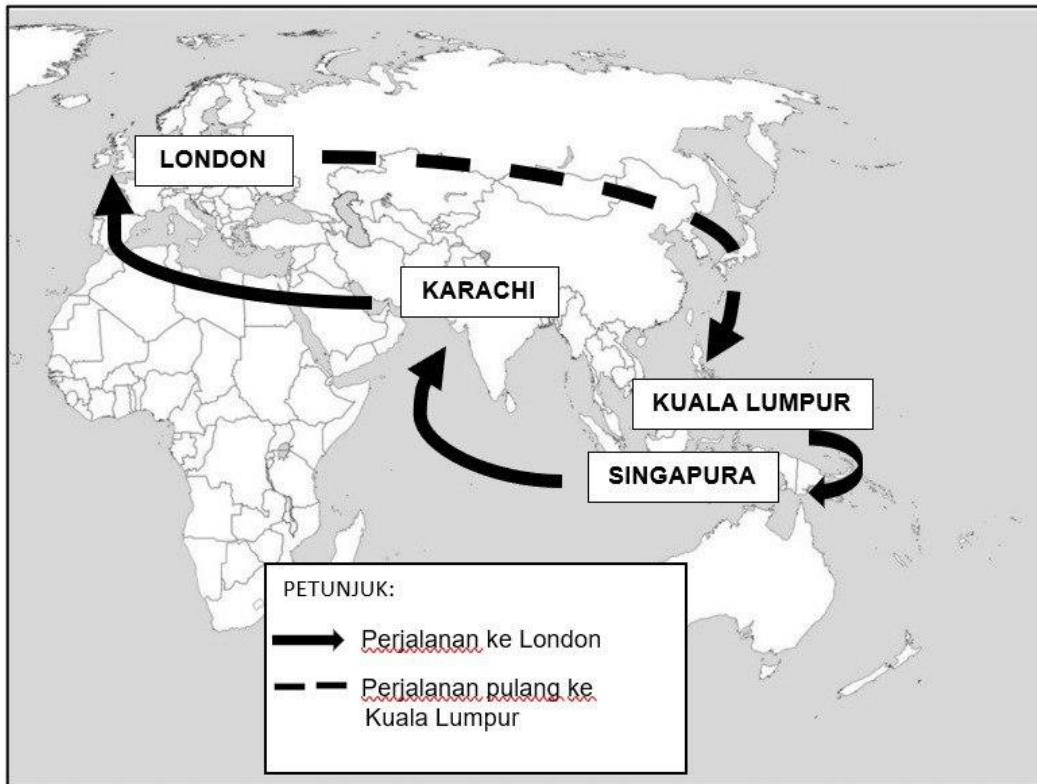 LONDON
KARACHI
KUALA LUMPUR
SINGAPURA
PETUNJUK:
Perjalanan ke London
Perjalanan pulang ke
Kuala Lumpur